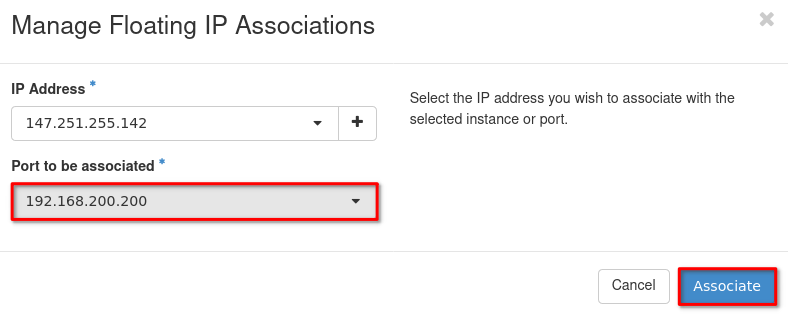 Manage Floating IP Associations
×
IP Address *
147.251.255.142
Select the IP address you wish to associate with the
selected instance or port.
Port to be associated *
192.168.200.200
Cancel
Associate